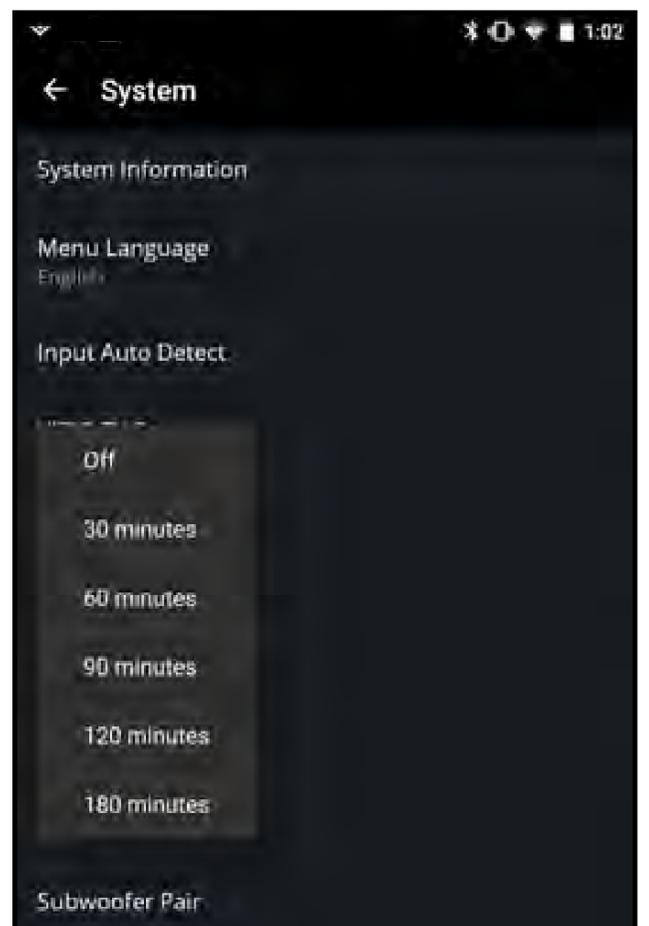 1:02
System
System Information
Menu Language
English
Input Auto Detect
Off
30 minutes
60 minutes
90 minutes
120 minutes
180 minutes
Subwoofer Pair